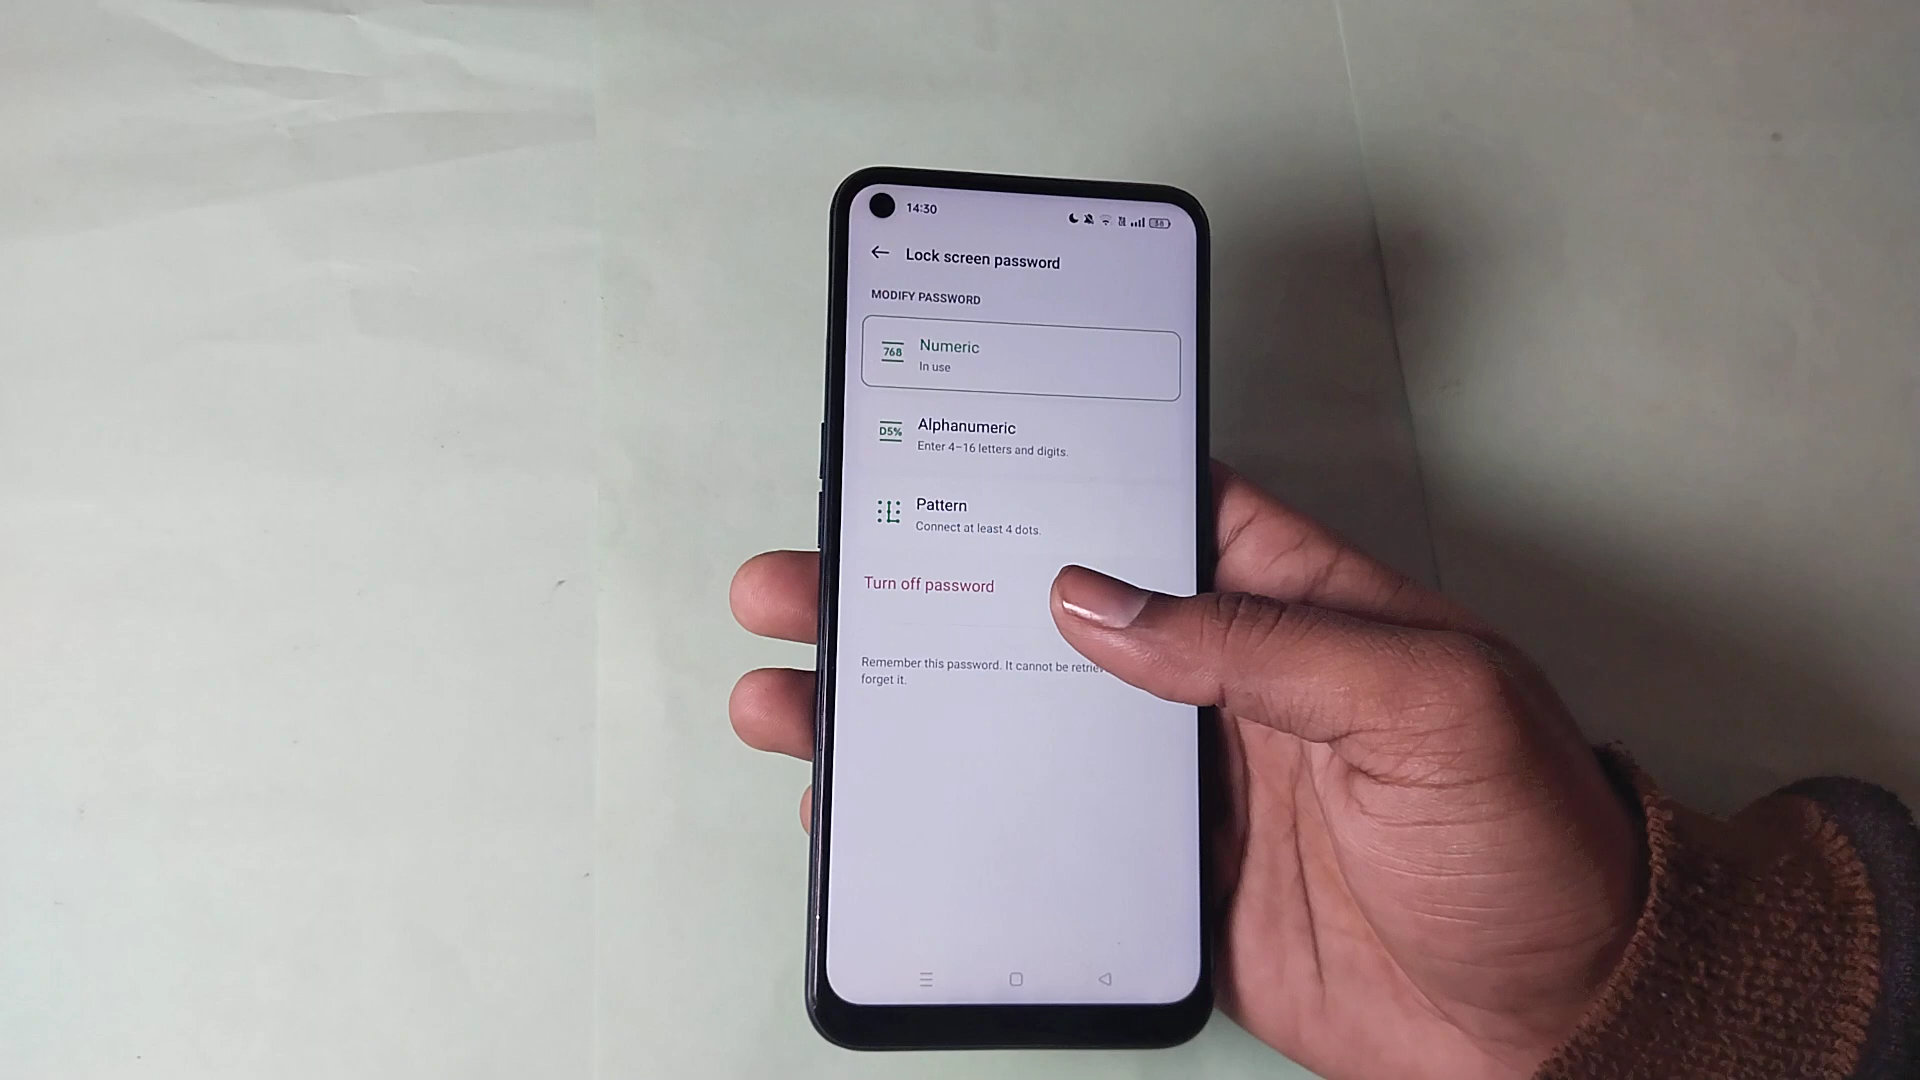 14:30
Lock screen password
MODIFY PASSWORD
768
Numeric
In use
D5%
Alphanumeric
Enter 4–16 letters and digits.
Pattern
Connect at least 4 dots.
Turn off password
Remember this password. It cannot be
forget it.